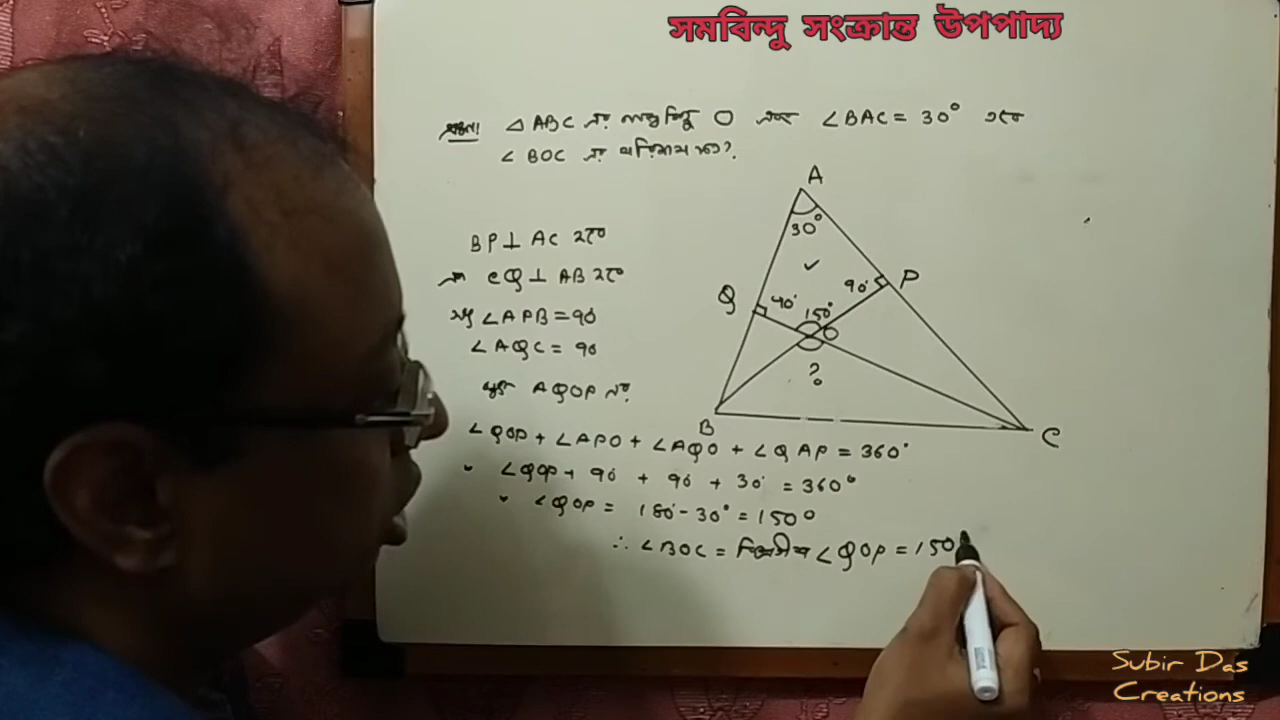 সমবিন্দু সংক্রান্ত উপপাদ্য
△ ABC এর লম্ববিন্দু O এবং ∠BAC = 30° হলে
∠ BOC এর পরিমাপ কত?
A
30°
BP ⊥ AC হলে
CQ ⊥ AB হলে
P
90°
Q
90°
150°
O
∠APB = 90
∠AQC = 90
?
AQOP এর
B
C
∠QOP + ∠APO + ∠AQO + ∠QAP = 360°
∠QOP + 90 + 90 + 30° = 360°
∠QOP = 180° - 30° = 150°
∴ ∠BOC = বিপ্রতীপ ∠QOP = 150
Subir Das
Creations